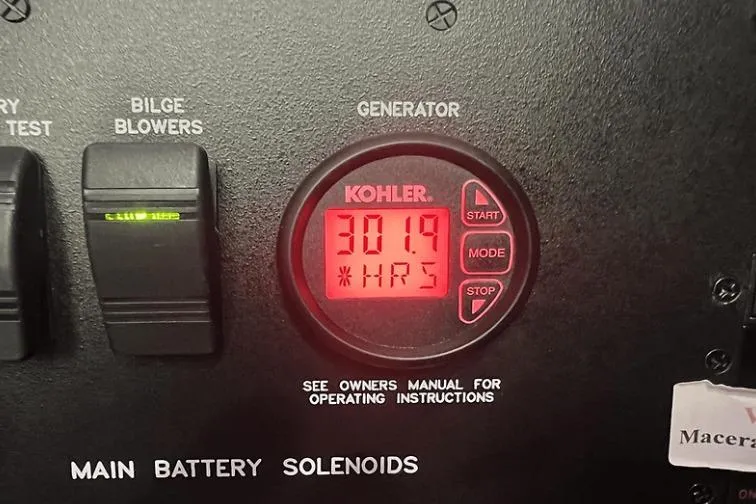 RY
TEST
BILGE
BLOWERS
GENERATOR
KOHLER®
301.9
*HRS
START
MODE
STOP
SEE OWNERS MANUAL FOR
OPERATING INSTRUCTIONS
MAIN BATTERY SOLENOIDS
Macera